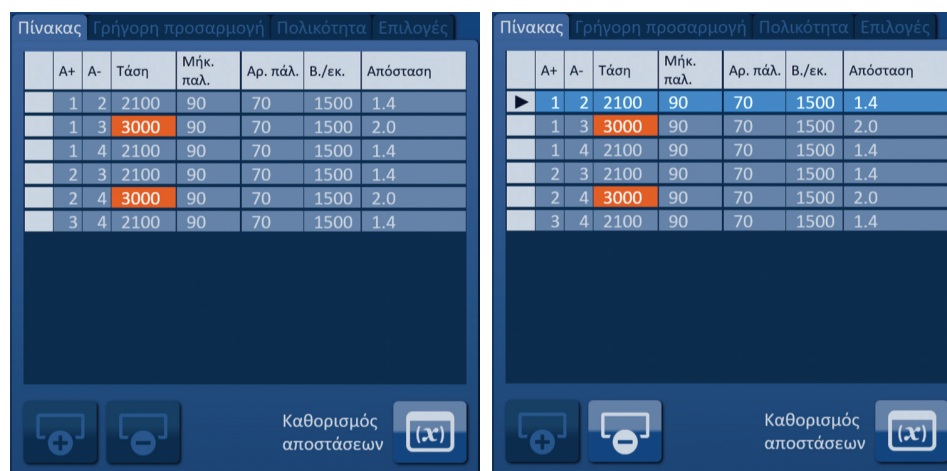 Πίνακας Γρήγορη προσαρμογή Πολικότητα Επιλογές
A+ A- Τάση Μήκ. παλ. Αρ. πάλ. Β./εκ. Απόσταση
1 2 2100 90 70 1500 1.4
1 3 3000 90 70 1500 2.0
1 4 2100 90 70 1500 1.4
2 3 2100 90 70 1500 1.4
2 4 3000 90 70 1500 2.0
3 4 2100 90 70 1500 1.4
Καθορισμός
αποστάσεων
(x)
Πίνακας Γρήγορη προσαρμογή Πολικότητα Επιλογές
A+ A- Τάση Μήκ. παλ. Αρ. πάλ. Β./εκ. Απόσταση
1 2 2100 90 70 1500 1.4
1 3 3000 90 70 1500 2.0
1 4 2100 90 70 1500 1.4
2 3 2100 90 70 1500 1.4
2 4 3000 90 70 1500 2.0
3 4 2100 90 70 1500 1.4
Καθορισμός
αποστάσεων
(x)